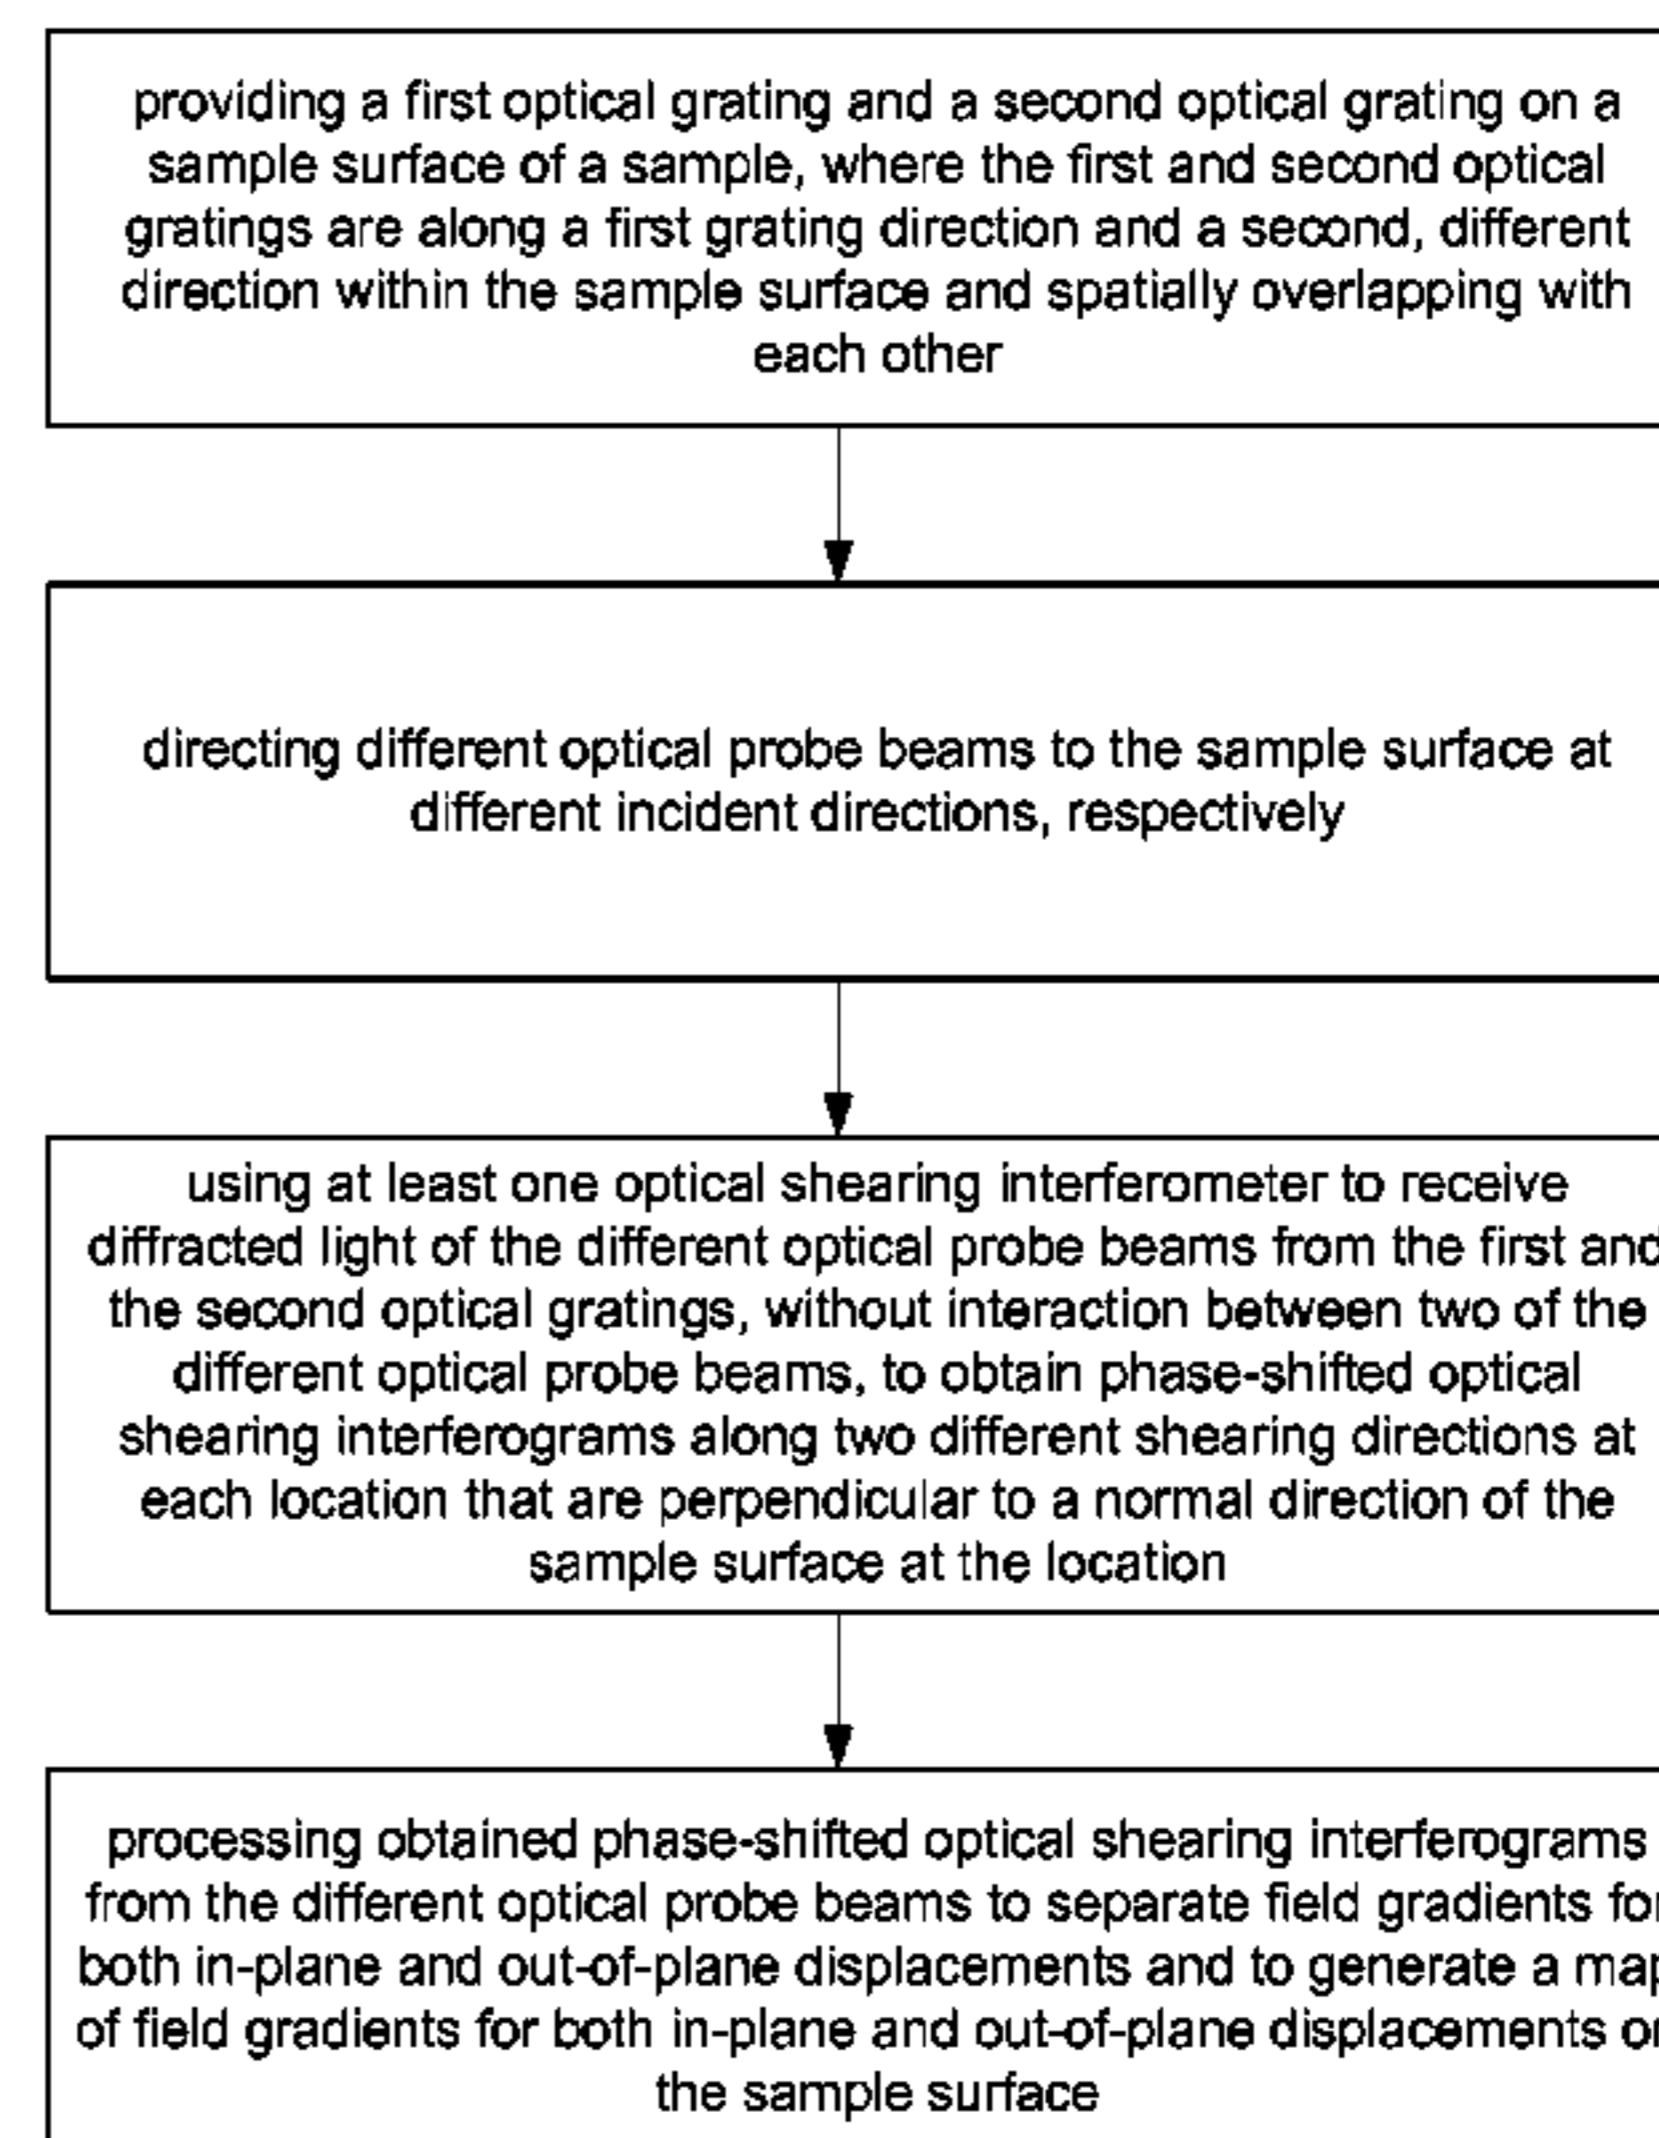 providing a first optical grating and a second optical grating on a
sample surface of a sample, where the first and second optical
gratings are along a first grating direction and a second, different
direction within the sample surface and spatially overlapping with
each other
directing different optical probe beams to the sample surface at
different incident directions, respectively
using at least one optical shearing interferometer to receive
diffracted light of the different optical probe beams from the first and
the second optical gratings, without interaction between two of the
different optical probe beams, to obtain phase-shifted optical
shearing interferograms along two different shearing directions at
each location that are perpendicular to a normal direction of the
sample surface at the location
processing obtained phase-shifted optical shearing interferograms
from the different optical probe beams to separate field gradients for
both in-plane and out-of-plane displacements and to generate a map
of field gradients for both in-plane and out-of-plane displacements on
the sample surface